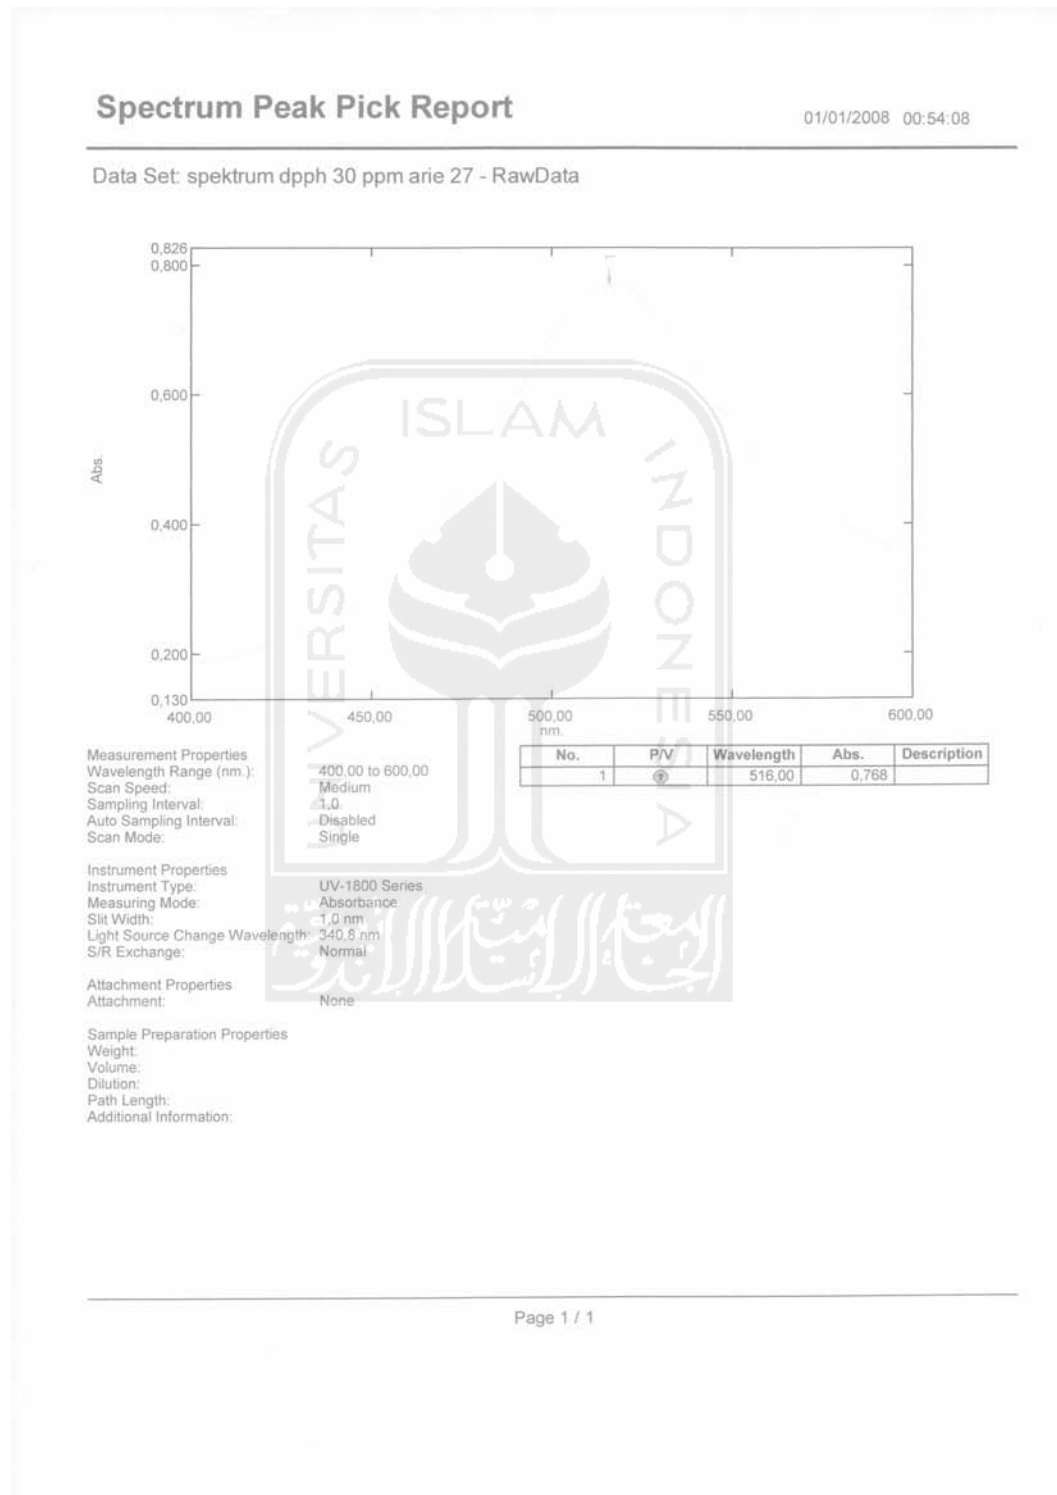 Spectrum Peak Pick Report
01/01/2008 00:54:08
Data Set: spektrum dpph 30 ppm arie 27 - RawData
0,826
0,800
0,600
0,400
0,200
0,130
Abs.
400,00 450,00 500,00 550,00 600,00
nm.
ISLAM
UNIVERSITAS
INDONESIA
No. P/V Wavelength Abs. Description
1 516,00 0,768
Measurement Properties
Wavelength Range (nm.): 400,00 to 600,00
Scan Speed: Medium
Sampling Interval: 1,0
Auto Sampling Interval: Disabled
Scan Mode: Single
Instrument Properties
Instrument Type: UV-1800 Series
Measuring Mode: Absorbance
Slit Width: 1,0 nm
Light Source Change Wavelength: 340,8 nm
S/R Exchange: Normal
Attachment Properties
Attachment: None
Sample Preparation Properties
Weight:
Volume:
Dilution:
Path Length:
Additional Information:
Page 1 / 1